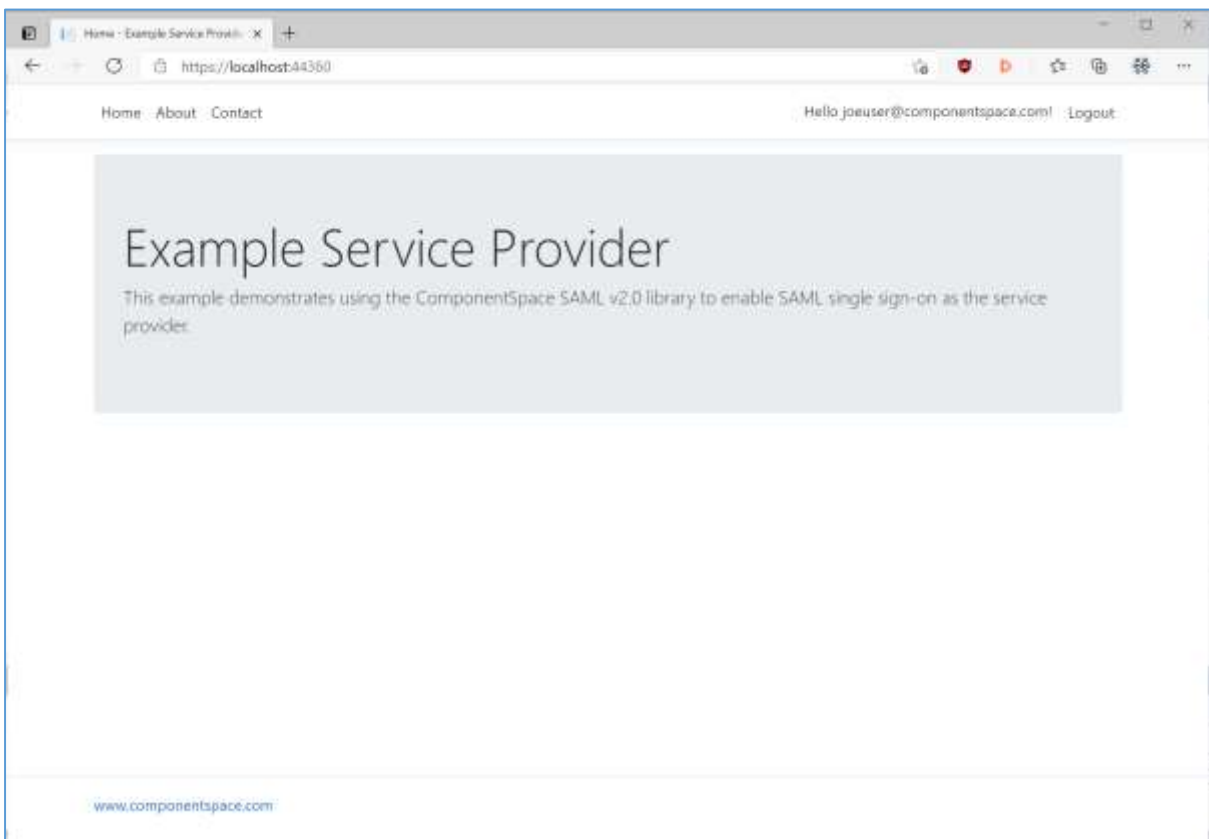 Home - Example Service Provid
https://localhost:44360
Home About Contact
Hello joeuser@componentspace.com! Logout
Example Service Provider
This example demonstrates using the ComponentSpace SAML v2.0 library to enable SAML single sign-on as the service
provider.
www.componentspace.com